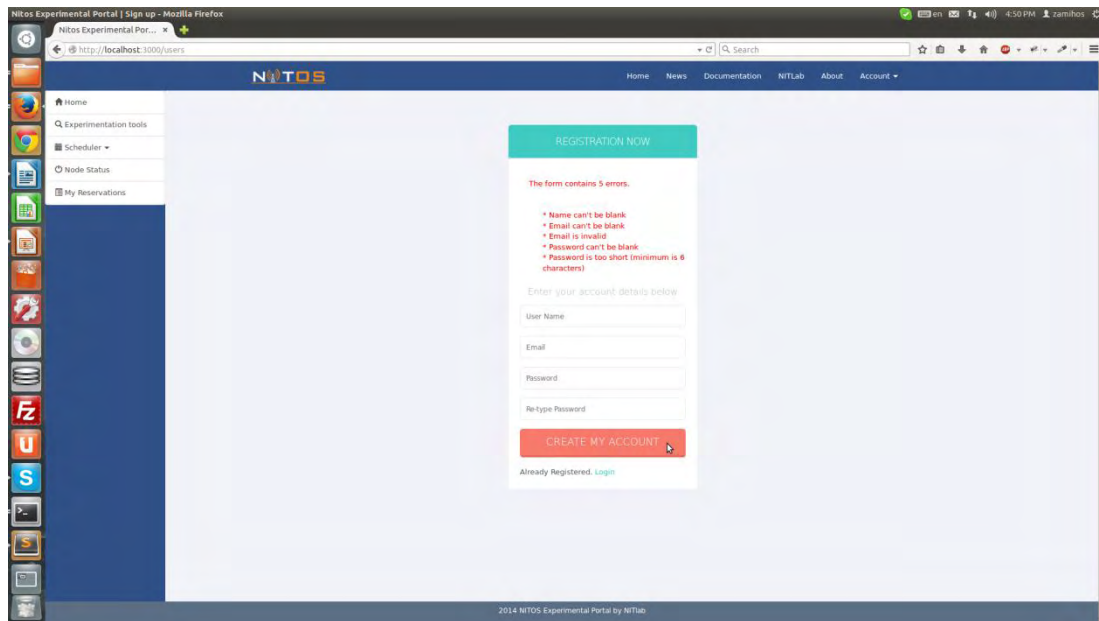 Nitos Experimental Portal | Sign up - Mozilla Firefox
en 4:50 PM zamihos
Nitos Experimental Por... ×
http://localhost:3000/users
Search
NITOS
Home News Documentation NITLab About Account
Home
Experimentation tools
Scheduler
Node Status
My Reservations
REGISTRATION NOW
The form contains 5 errors.
* Name can't be blank
* Email can't be blank
* Email is invalid
* Password can't be blank
* Password is too short (minimum is 6
characters)
Enter your account details below
User Name
Email
Password
Re-type Password
CREATE MY ACCOUNT
Already Registered. Login
2014 NITOS Experimental Portal by NITlab